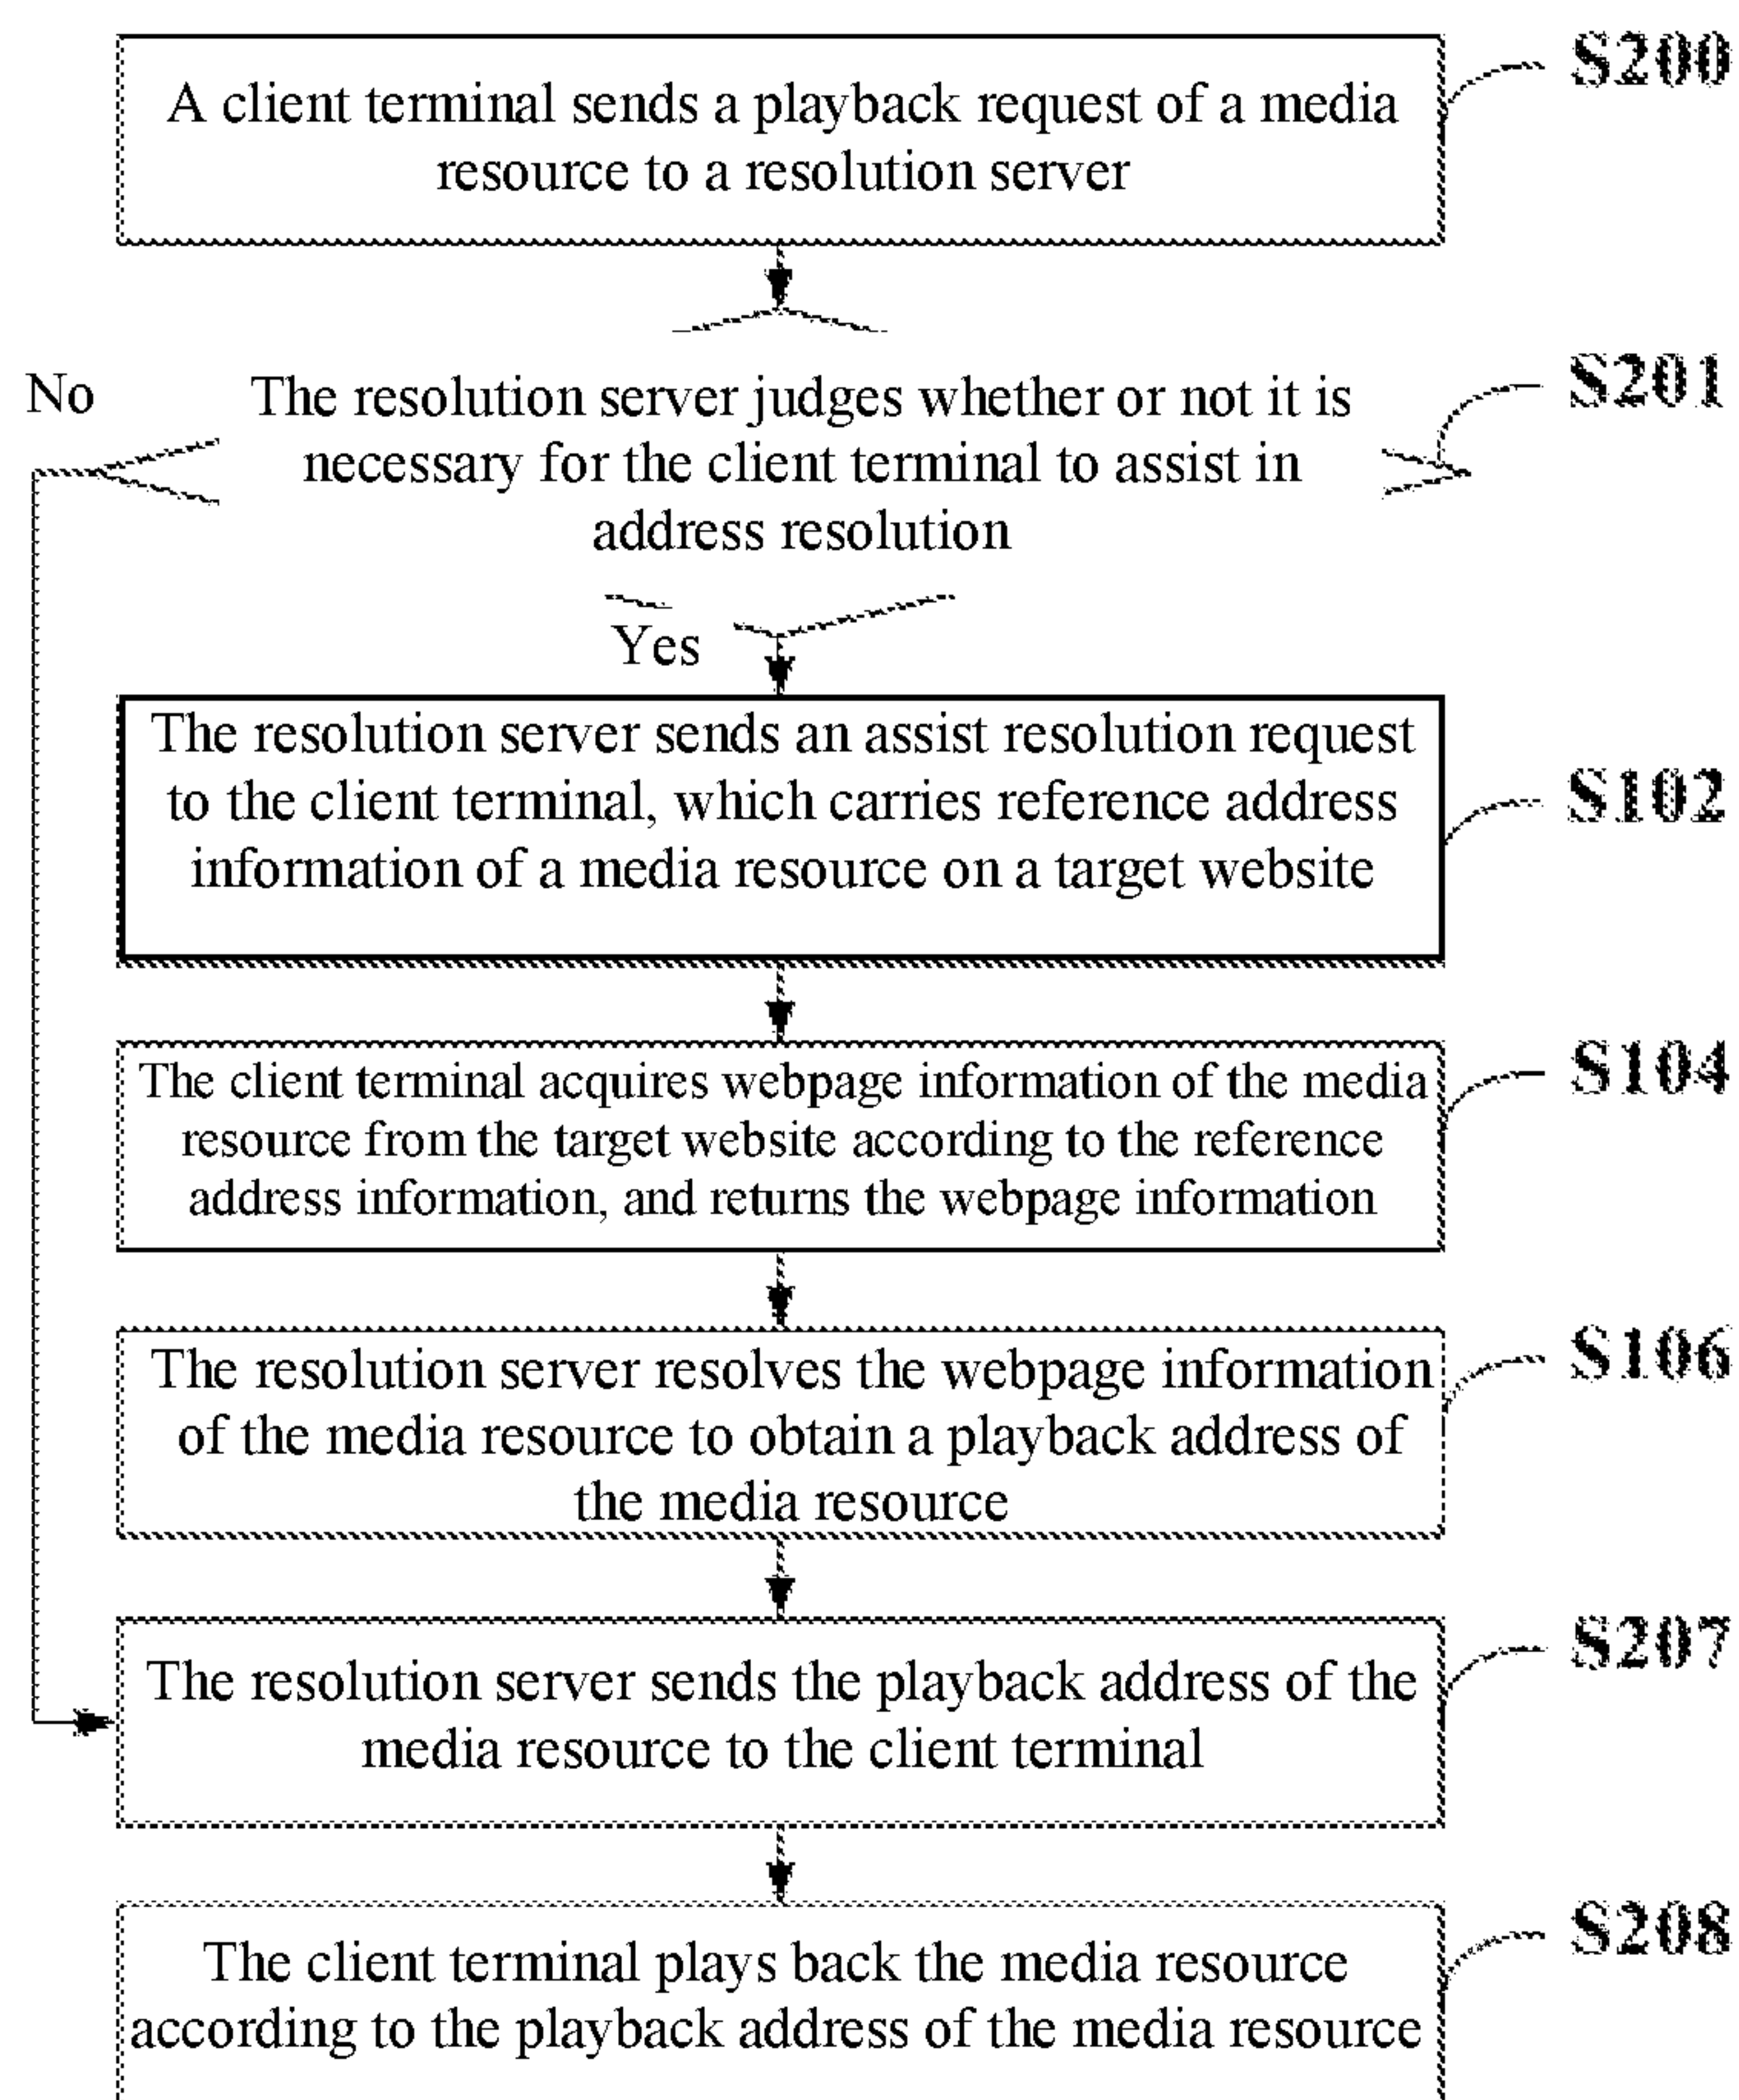 A client terminal sends a playback request of a media
resource to a resolution server
S200
No
The resolution server judges whether or not it is
necessary for the client terminal to assist in
address resolution
S201
Yes
The resolution server sends an assist resolution request
to the client terminal, which carries reference address
information of a media resource on a target website
S102
The client terminal acquires webpage information of the media
resource from the target website according to the reference
address information, and returns the webpage information
S104
The resolution server resolves the webpage information
of the media resource to obtain a playback address of
the media resource
S106
The resolution server sends the playback address of the
media resource to the client terminal
S207
The client terminal plays back the media resource
according to the playback address of the media resource
S208